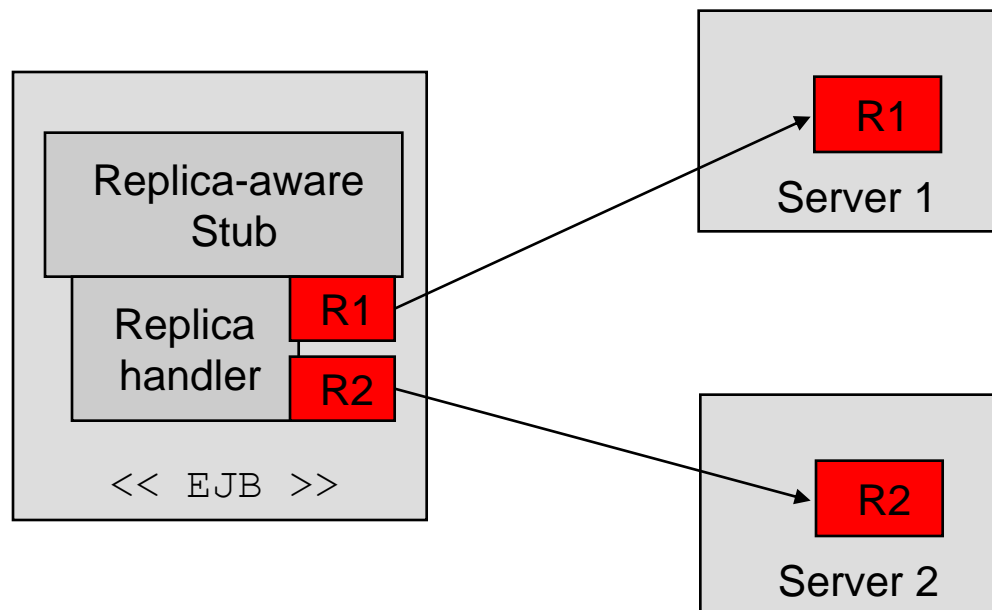 Replica-aware
Stub
Replica
handler
R1
R2
<< EJB >>
R1
Server 1
R2
Server 2